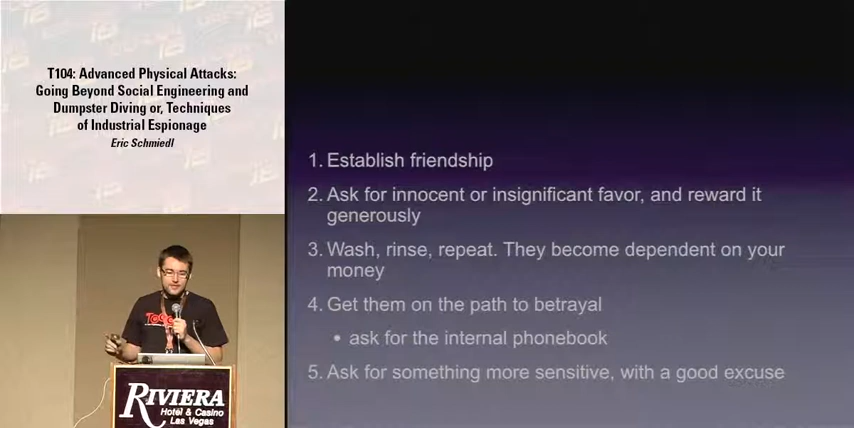 T104: Advanced Physical Attacks:
Going Beyond Social Engineering and
Dumpster Diving or, Techniques
of Industrial Espionage
Eric Schmiedl
1. Establish friendship
2. Ask for innocent or insignificant favor, and reward it
generously
3. Wash, rinse, repeat. They become dependent on your
money
4. Get them on the path to betrayal
• ask for the internal phonebook
5. Ask for something more sensitive, with a good excuse
RIVIERA
Hotel & Casino
Las Vegas